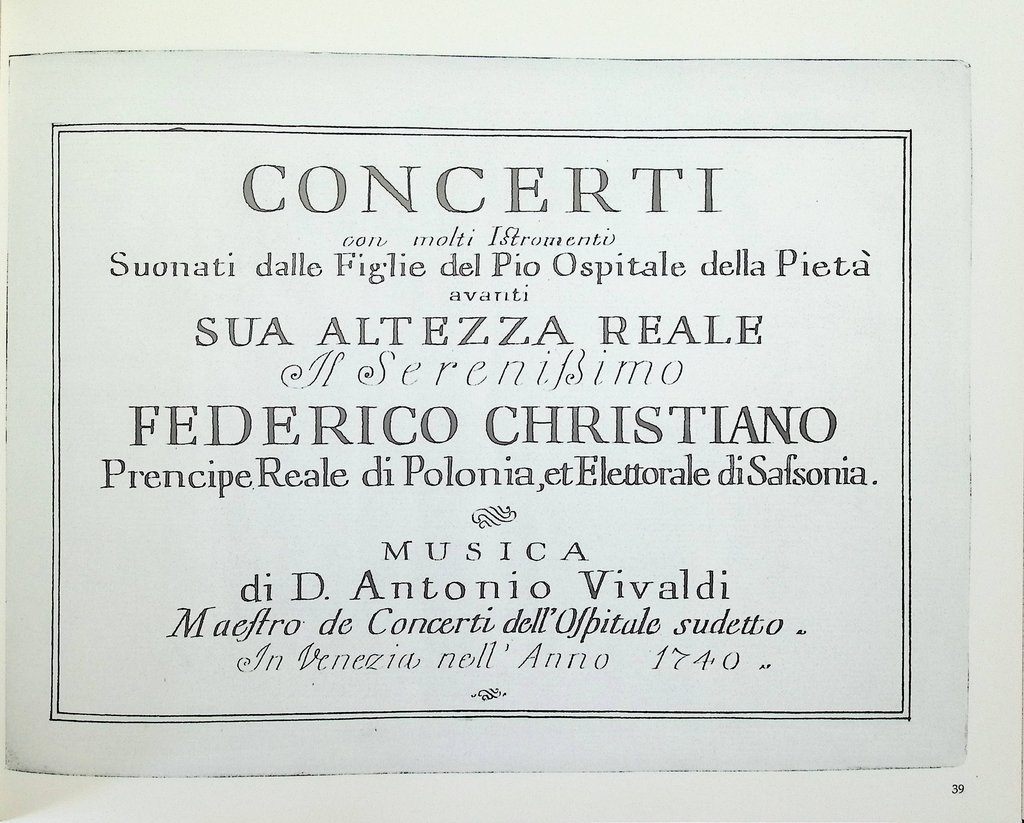 CONCERTI
con molti Istromenti
Suonati dalle Figlie del Pio Ospitale della Pietà
avanti
SUA ALTEZZA REALE
Il Sereniſsimo
FEDERICO CHRISTIANO
Prencipe Reale di Polonia, et Elettorale di Saſsonia.
MUSICA
di D. Antonio Vivaldi
Maeſtro de Concerti dell'Oſpitale sudetto.
In Venezia nell' Anno 1740.
39